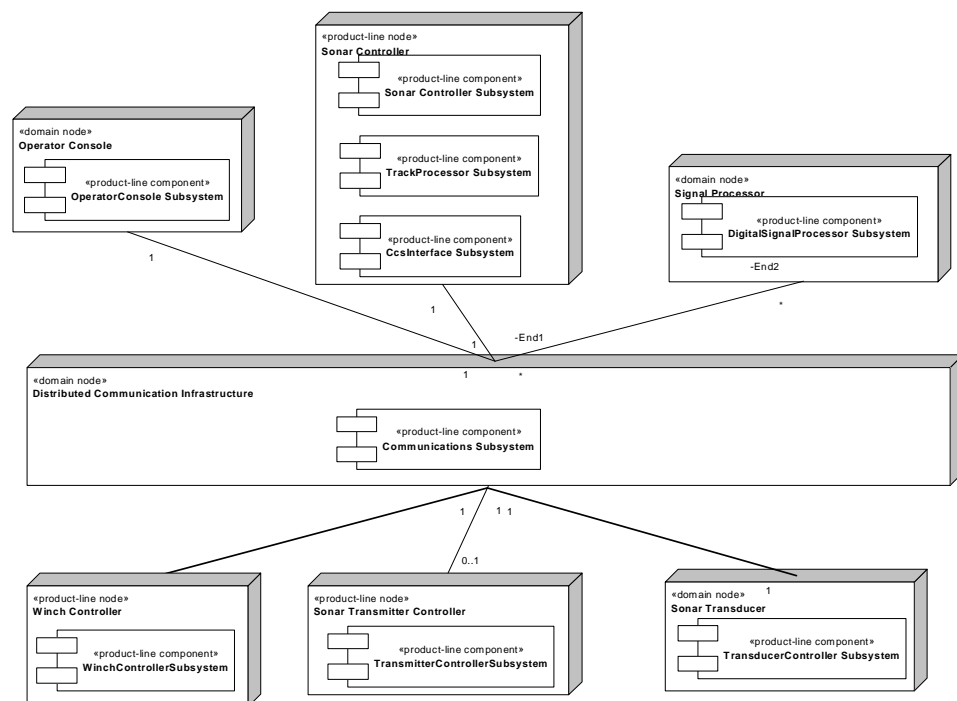 «product-line node»
Sonar Controller
«product-line component»
Sonar Controller Subsystem
«product-line component»
TrackProcessor Subsystem
«product-line component»
CcsInterface Subsystem
«domain node»
Operator Console
«product-line component»
OperatorConsole Subsystem
«domain node»
Signal Processor
«product-line component»
DigitalSignalProcessor Subsystem
-End2
1
*
1
-End1
1
1
*
«domain node»
Distributed Communication Infrastructure
«product-line component»
Communications Subsystem
1
1
1
0..1
«product-line node»
Winch Controller
«product-line component»
WinchControllerSubsystem
«product-line node»
Sonar Transmitter Controller
«product-line component»
TransmitterControllerSubsystem
«domain node»
1
Sonar Transducer
«product-line component»
TransducerController Subsystem